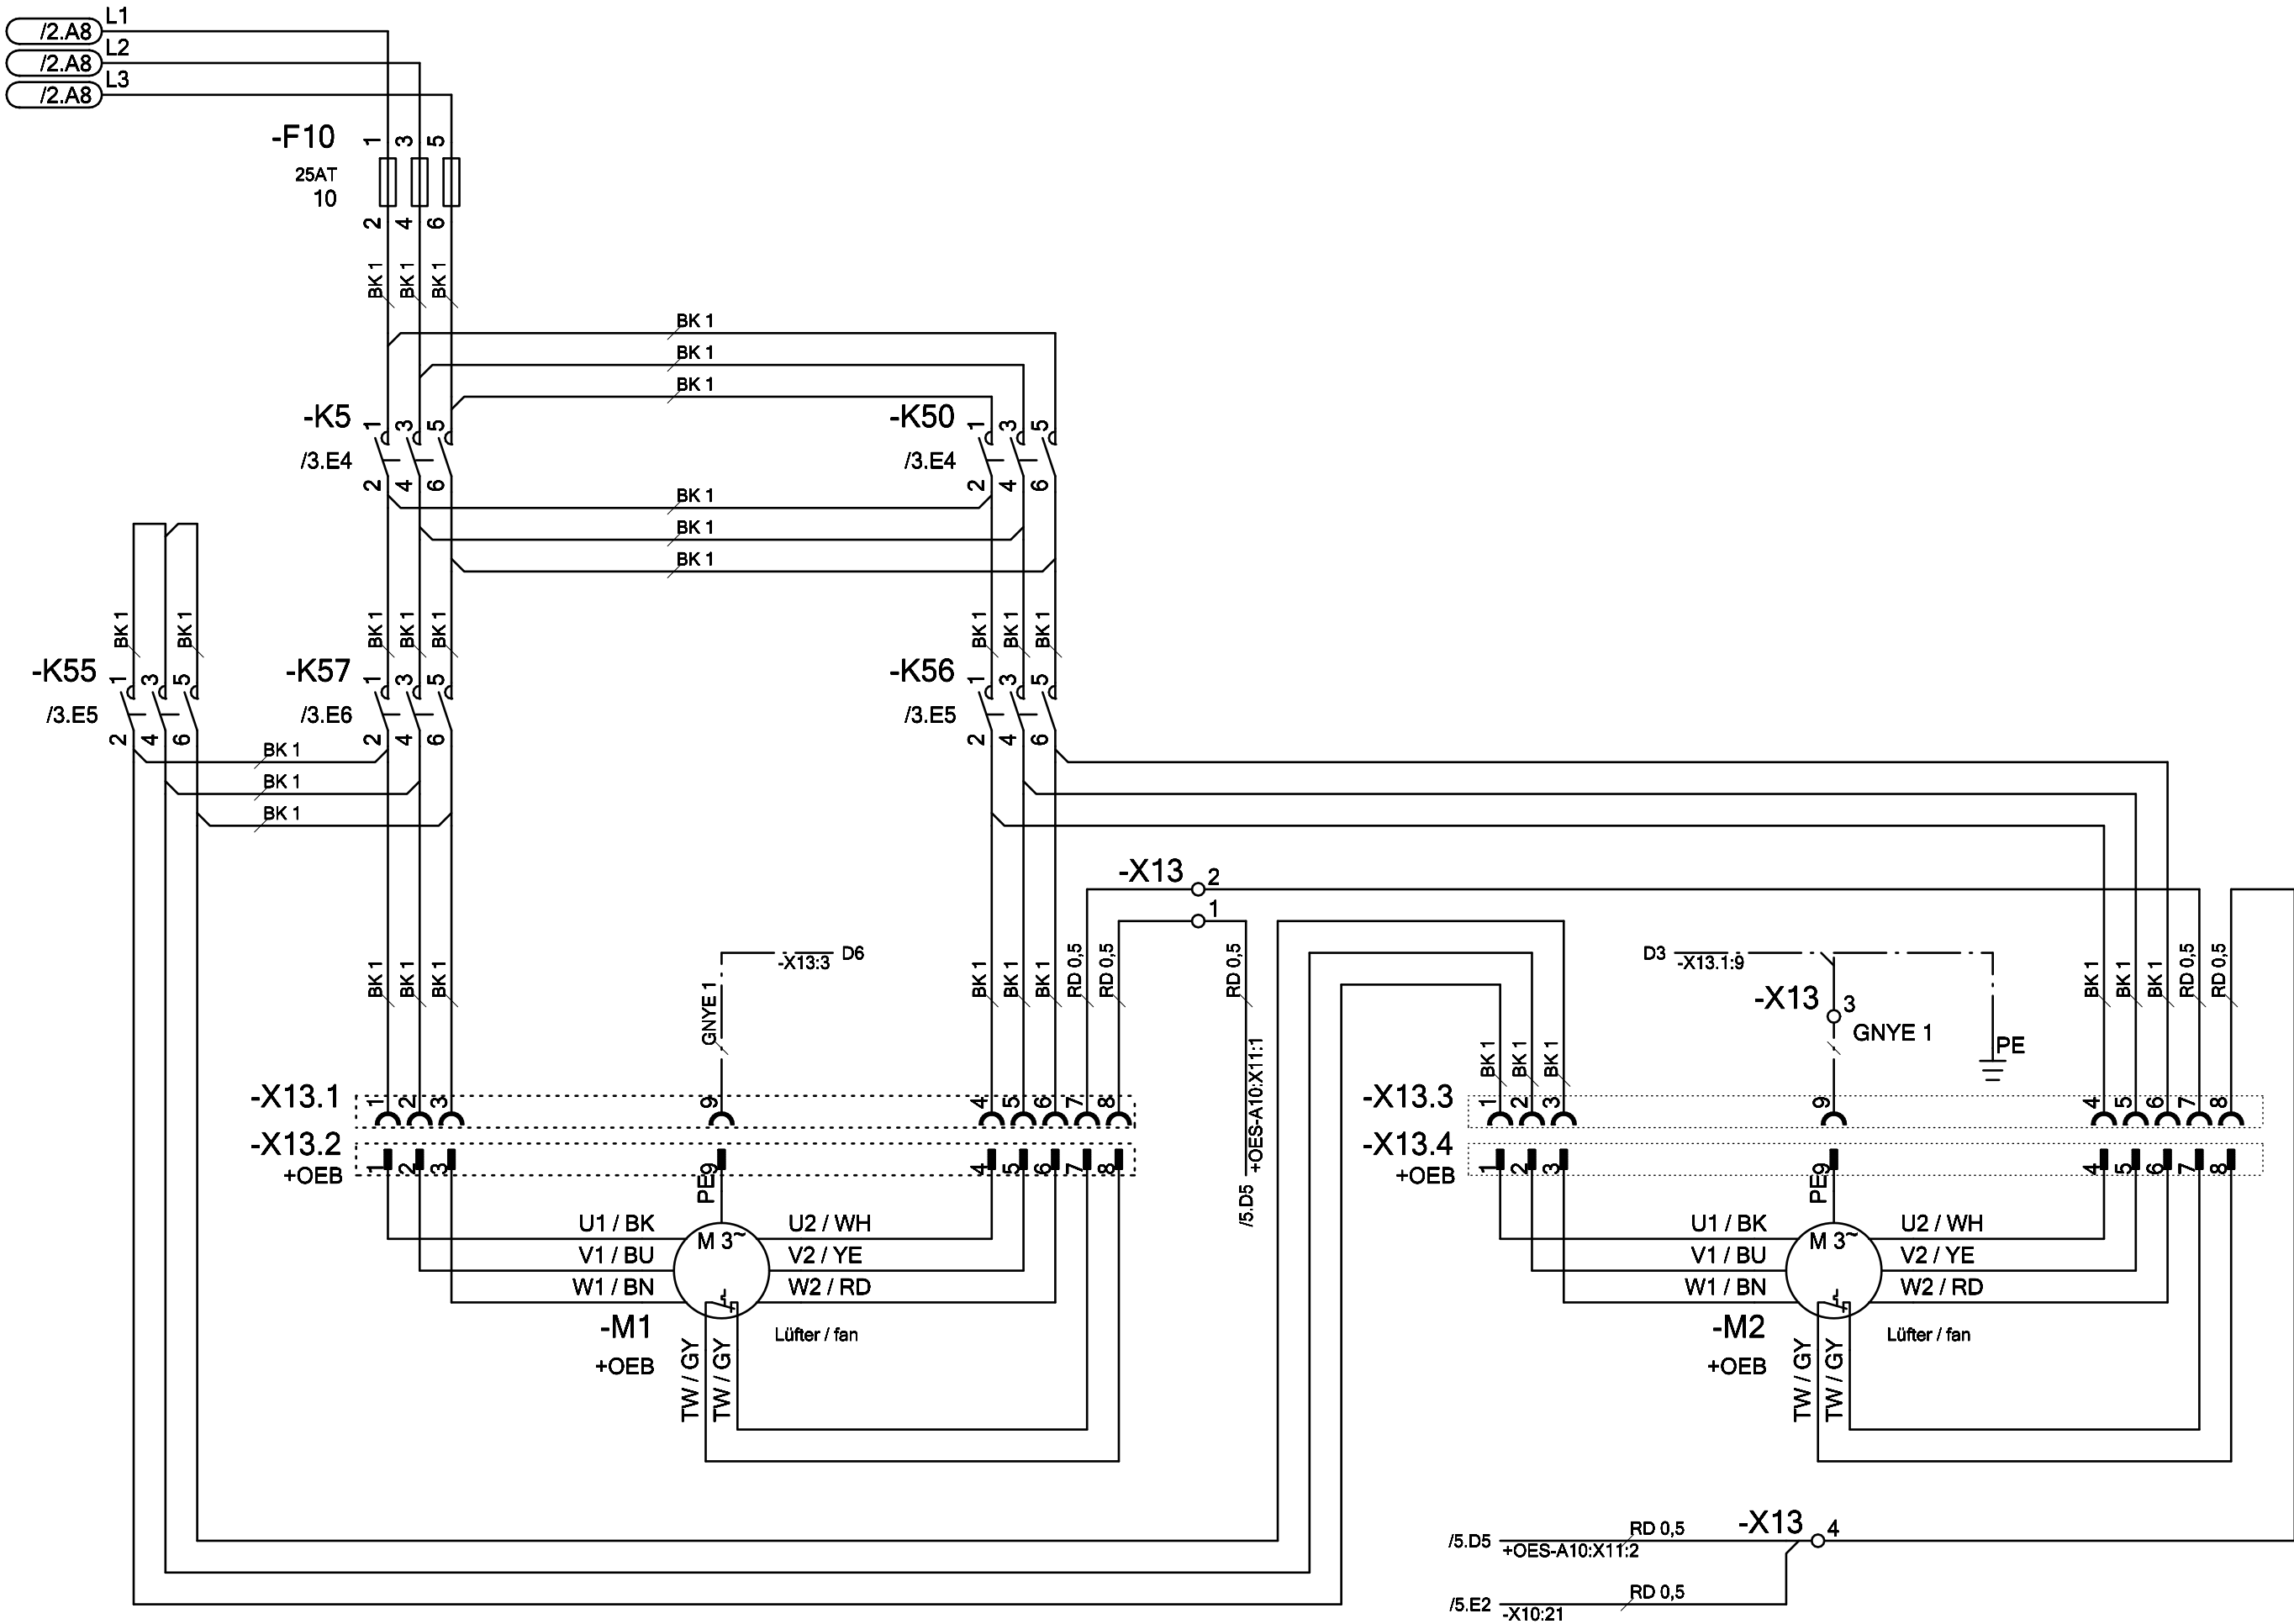 L1
/2.A8
L2
/2.A8
L3
/2.A8
-F10
25AT
10
1 3 5
2 4 6
BK 1 BK 1 BK 1
BK 1
BK 1
BK 1
-K5
/3.E4
1 3 5
2 4 6
-K50
/3.E4
1 3 5
2 4 6
BK 1
BK 1
BK 1
BK 1 BK 1
BK 1 BK 1 BK 1
BK 1 BK 1 BK 1
-K55
/3.E5
1 3 5
2 4 6
-K57
/3.E6
1 3 5
2 4 6
-K56
/3.E5
1 3 5
2 4 6
BK 1
BK 1
BK 1
-X13 2
1
BK 1 BK 1 BK 1
GNYE 1
-X13:3 D6
BK 1 BK 1 BK 1 RD 0,5 RD 0,5
RD 0,5
+OES-A10:X11:1
/5.D5
D3 -X13.1:9
-X13 3
GNYE 1
PE
BK 1 BK 1 BK 1
BK 1 BK 1 BK 1 RD 0,5 RD 0,5
-X13.1
1 2 3 9 4 5 6 7 8
-X13.2
+OEB
1 2 3 9 4 5 6 7 8
PE
U1 / BK U2 / WH
V1 / BU V2 / YE
W1 / BN W2 / RD
M 3~
-M1
+OEB
Lüfter / fan
TW / GY TW / GY
-X13.3
1 2 3 9 4 5 6 7 8
-X13.4
+OEB
1 2 3 9 4 5 6 7 8
PE
U1 / BK U2 / WH
V1 / BU V2 / YE
W1 / BN W2 / RD
M 3~
-M2
+OEB
Lüfter / fan
TW / GY TW / GY
/5.D5 RD 0,5 -X13 4
+OES-A10:X11:2
/5.E2 RD 0,5
-X10:21